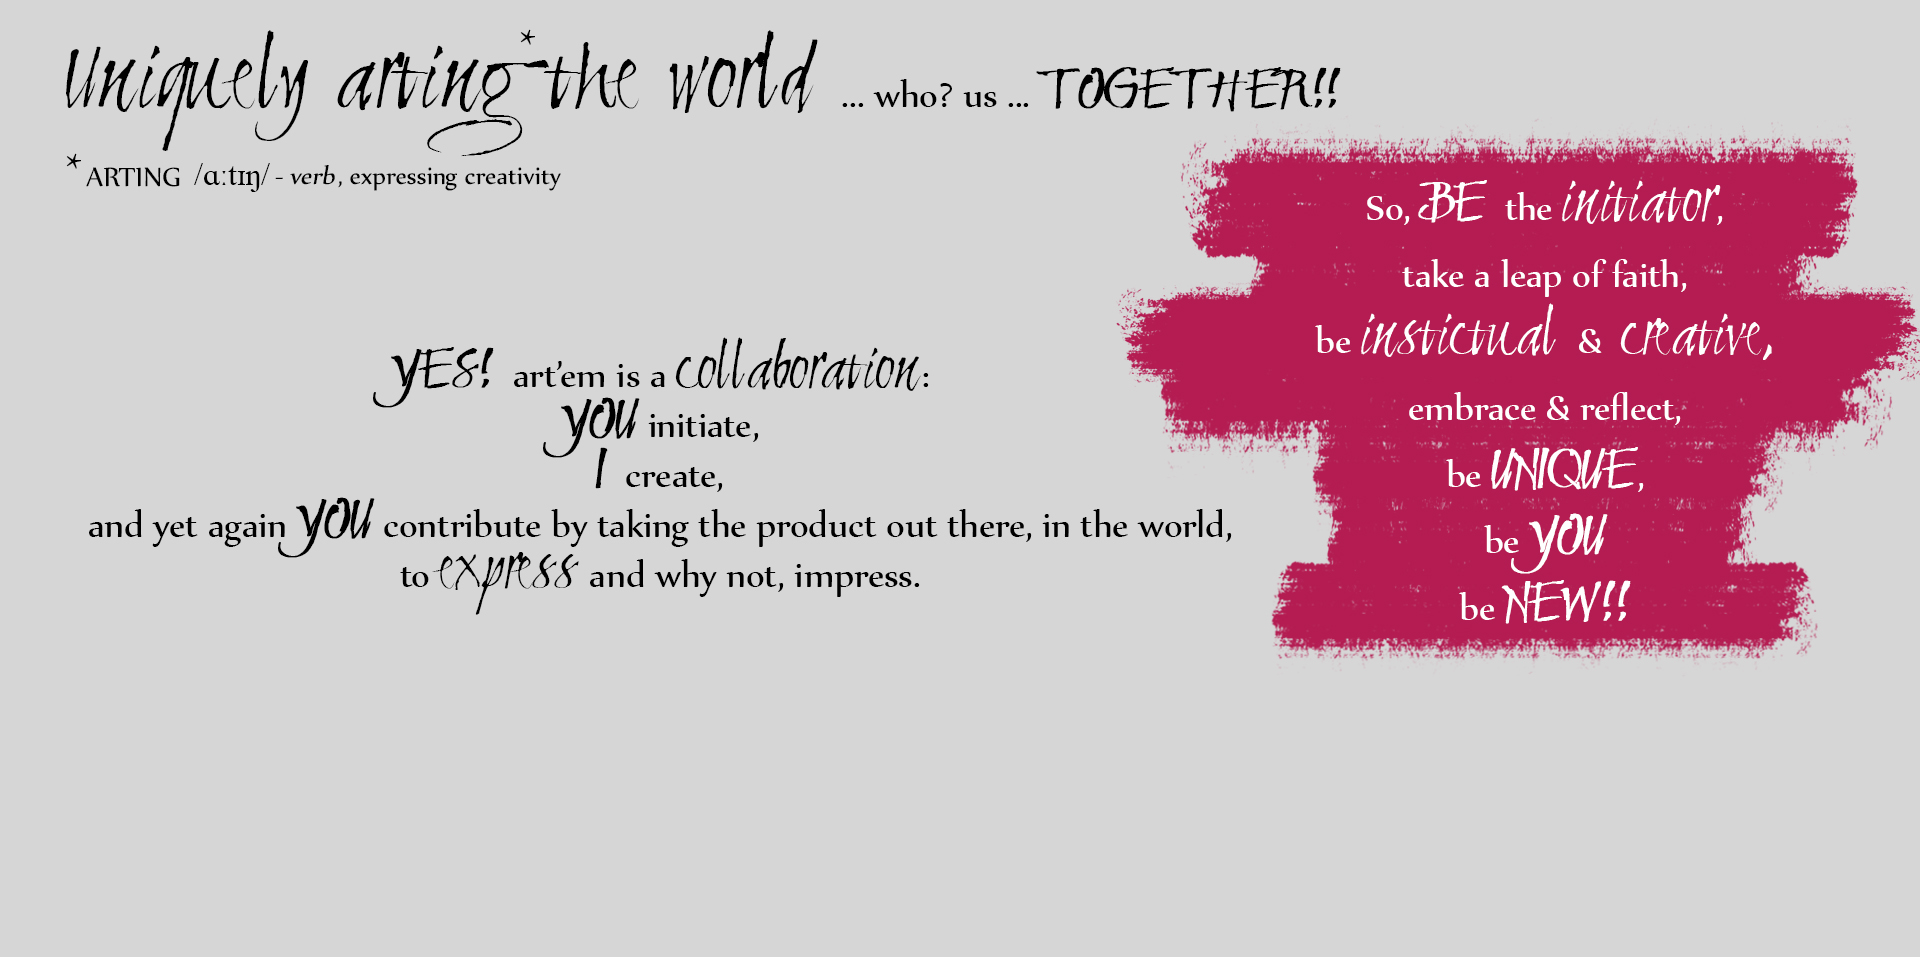 Uniquely arting* the world ... who? us ... TOGETHER!!
* ARTING /ɑ:tɪŋ/ - verb, expressing creativity
YES! art'em is a collaboration:
YOU initiate,
I create,
and yet again YOU contribute by taking the product out there, in the world,
to express and why not, impress.
So, BE the initiator,
take a leap of faith,
be instictual & creative,
embrace & reflect,
be UNIQUE,
be YOU
be NEW!!